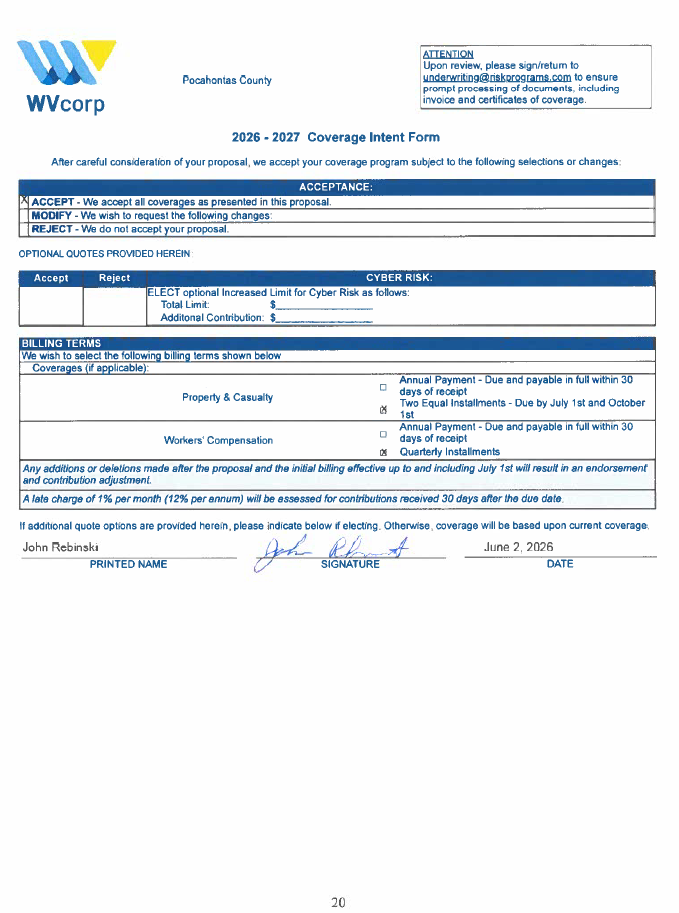 WVcorp
Pocahontas County
ATTENTION
Upon review, please sign/return to
underwriting@riskprograms.com to ensure
prompt processing of documents, including
invoice and certificates of coverage.
2026 - 2027 Coverage Intent Form
After careful consideration of your proposal, we accept your coverage program subject to the following selections or changes:
ACCEPTANCE:
X ACCEPT - We accept all coverages as presented in this proposal.
MODIFY - We wish to request the following changes:
REJECT - We do not accept your proposal.
OPTIONAL QUOTES PROVIDED HEREIN:
Accept Reject CYBER RISK:
ELECT optional Increased Limit for Cyber Risk as follows:
Total Limit: $
Additonal Contribution: $
BILLING TERMS
We wish to select the following billing terms shown below
Coverages (if applicable):
Property & Casualty
☐ Annual Payment - Due and payable in full within 30
days of receipt
☒ Two Equal Installments - Due by July 1st and October
1st
Workers' Compensation
☐ Annual Payment - Due and payable in full within 30
days of receipt
☒ Quarterly Installments
Any additions or deletions made after the proposal and the initial billing effective up to and including July 1st will result in an endorsement
and contribution adjustment.
A late charge of 1% per month (12% per annum) will be assessed for contributions received 30 days after the due date.
If additional quote options are provided herein, please indicate below if electing. Otherwise, coverage will be based upon current coverage.
John Rebinski June 2, 2026
PRINTED NAME SIGNATURE DATE
20